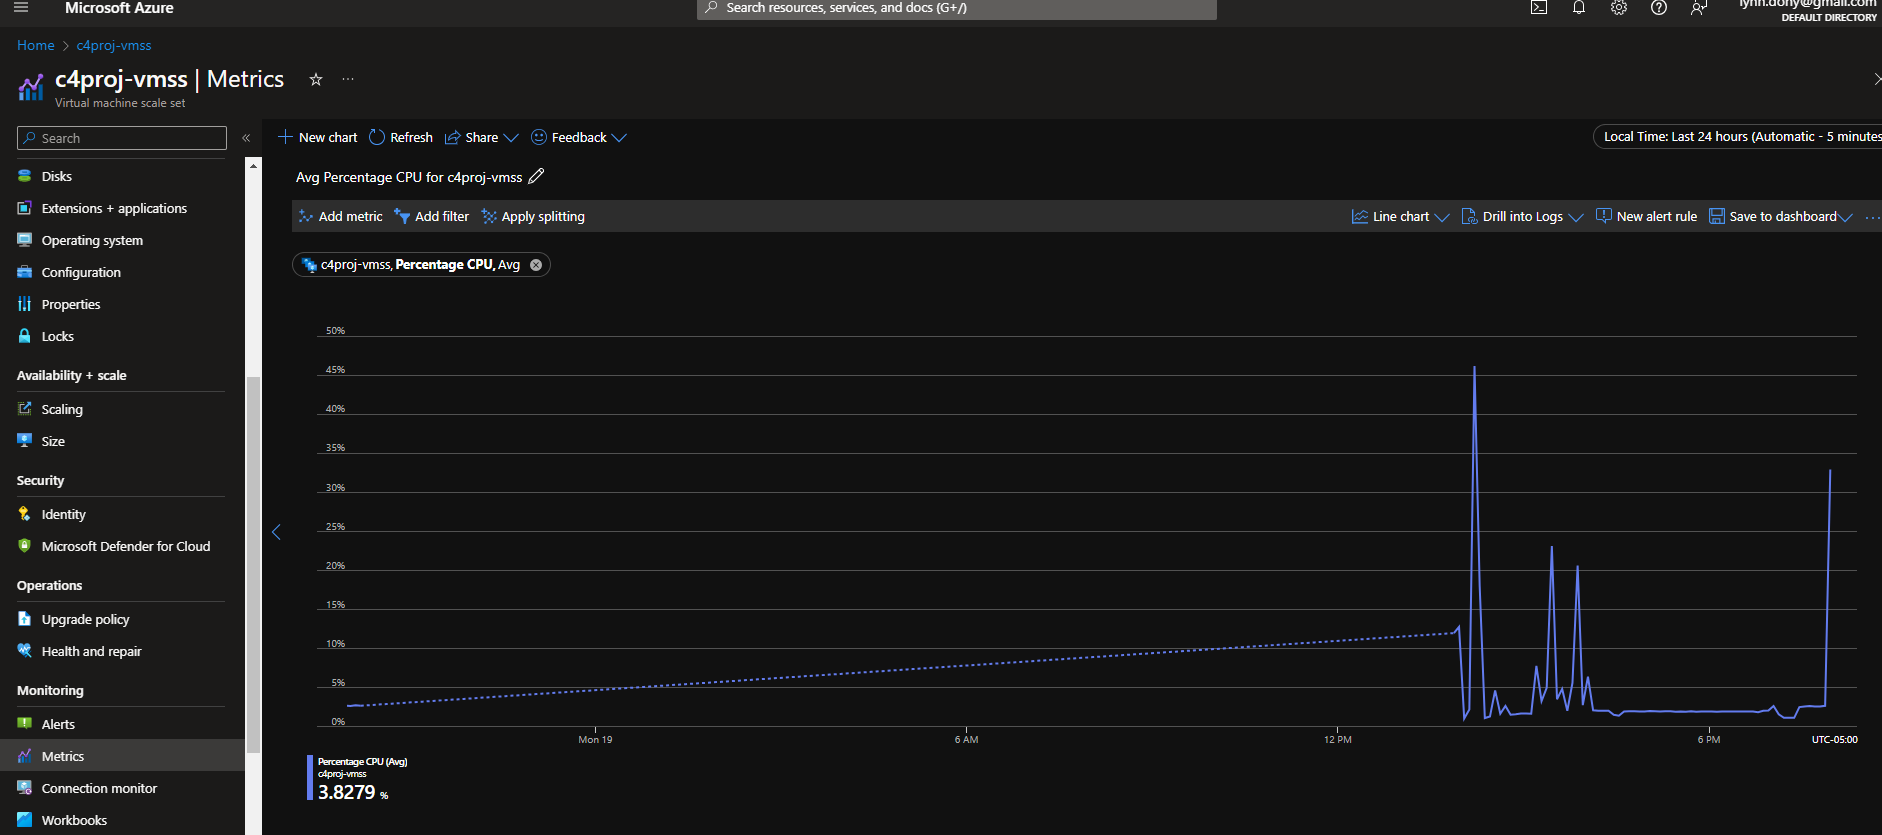 Microsoft Azure
Search resources, services, and docs (G+/)
lynn.dony@gmail.com
DEFAULT DIRECTORY
Home > c4proj-vmss
c4proj-vmss | Metrics
Virtual machine scale set
Search
Disks
Extensions + applications
Operating system
Configuration
Properties
Locks
Availability + scale
Scaling
Size
Security
Identity
Microsoft Defender for Cloud
Operations
Upgrade policy
Health and repair
Monitoring
Alerts
Metrics
Connection monitor
Workbooks
New chart Refresh Share Feedback
Local Time: Last 24 hours (Automatic - 5 minutes
Avg Percentage CPU for c4proj-vmss
Add metric Add filter Apply splitting Line chart Drill into Logs New alert rule Save to dashboard
c4proj-vmss, Percentage CPU, Avg
50%
45%
40%
35%
30%
25%
20%
15%
10%
5%
0%
Mon 19 6 AM 12 PM 6 PM UTC-05:00
Percentage CPU (Avg)
c4proj-vmss
3.8279 %